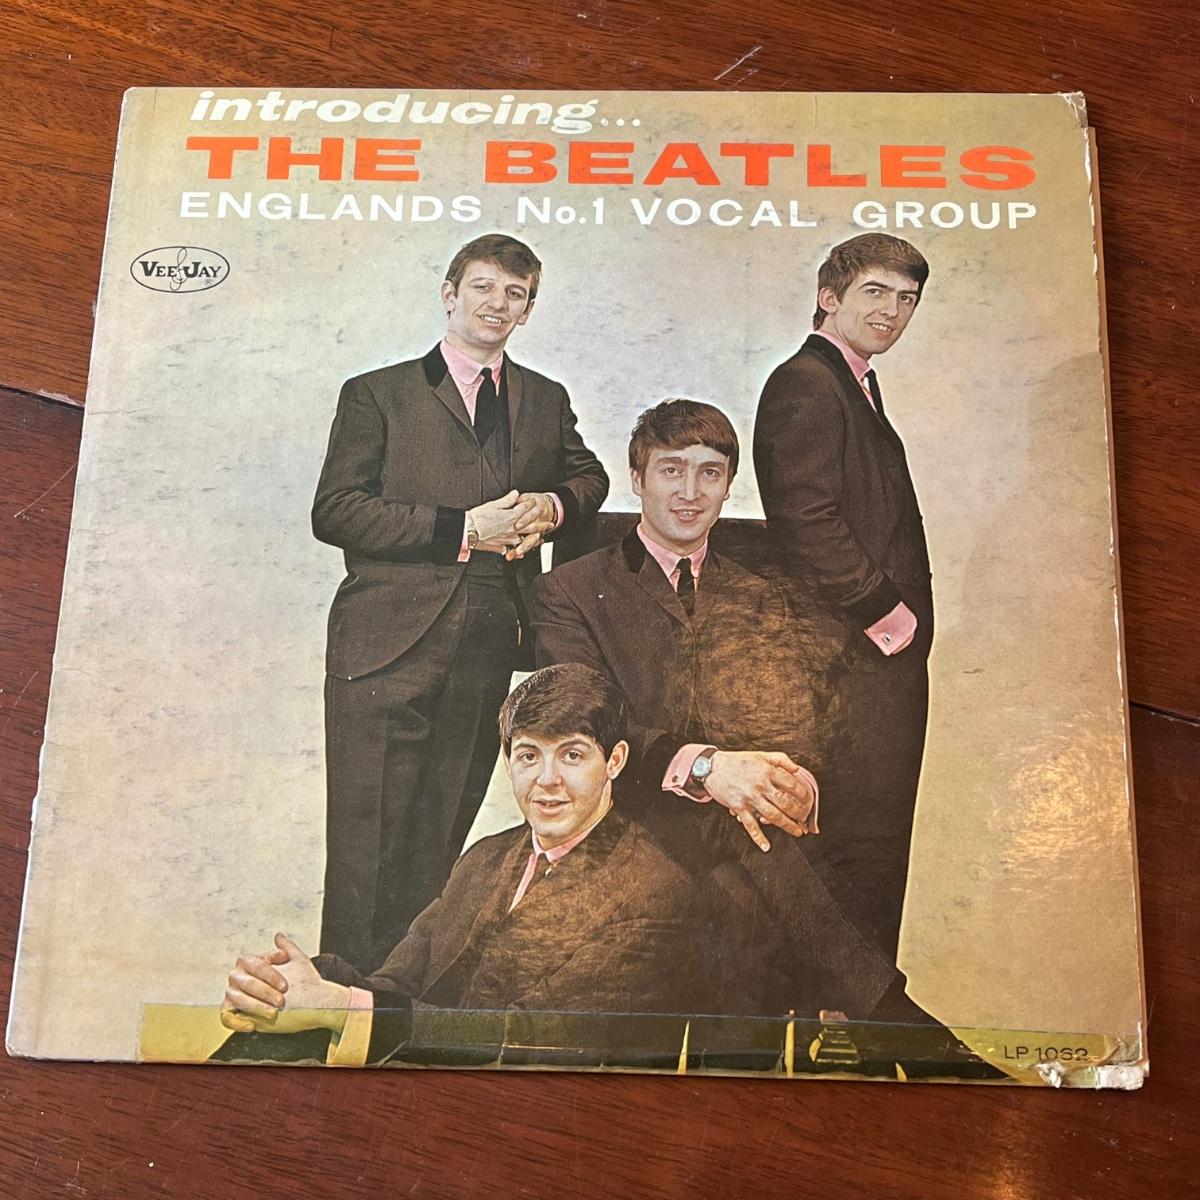 introducing...
THE BEATLES
ENGLANDS No.1 VOCAL GROUP
VEE JAY
®
LP 1062